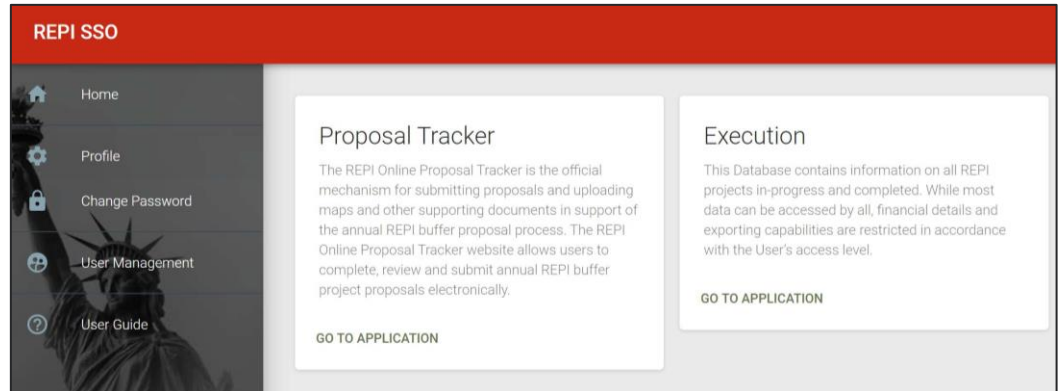 REPI SSO
Home
Profile
Change Password
User Management
User Guide
Proposal Tracker
The REPI Online Proposal Tracker is the official
mechanism for submitting proposals and uploading
maps and other supporting documents in support of
the annual REPI buffer proposal process. The REPI
Online Proposal Tracker website allows users to
complete, review and submit annual REPI buffer
project proposals electronically.
GO TO APPLICATION
Execution
This Database contains information on all REPI
projects in-progress and completed. While most
data can be accessed by all, financial details and
exporting capabilities are restricted in accordance
with the User's access level.
GO TO APPLICATION